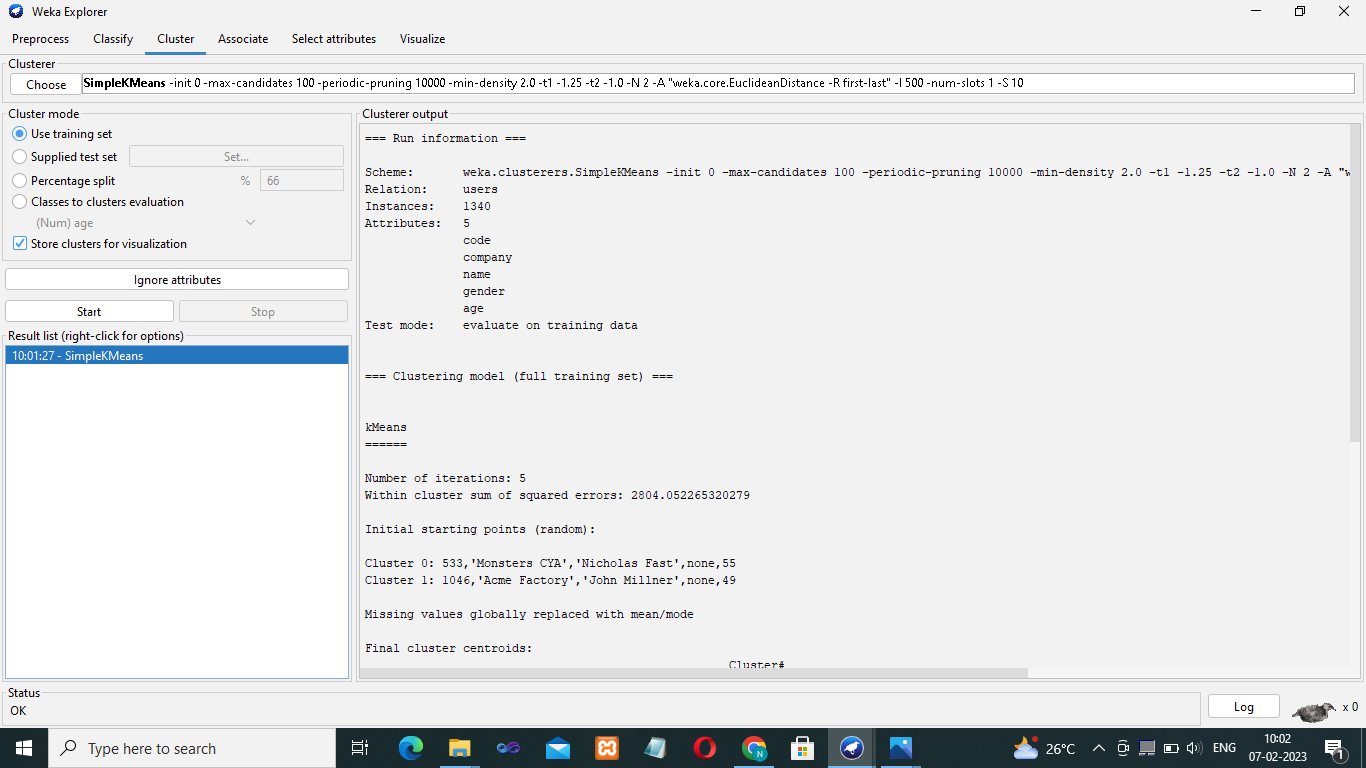 Weka Explorer
Preprocess Classify Cluster Associate Select attributes Visualize
Clusterer
Choose SimpleKMeans -init 0 -max-candidates 100 -periodic-pruning 10000 -min-density 2.0 -t1 -1.25 -t2 -1.0 -N 2 -A "weka.core.EuclideanDistance -R first-last" -I 500 -num-slots 1 -S 10
Cluster mode
Use training set
Supplied test set Set...
Percentage split % 66
Classes to clusters evaluation
(Num) age
Store clusters for visualization
Ignore attributes
Start Stop
Result list (right-click for options)
10:01:27 - SimpleKMeans
Clusterer output
=== Run information ===
Scheme: weka.clusterers.SimpleKMeans -init 0 -max-candidates 100 -periodic-pruning 10000 -min-density 2.0 -t1 -1.25 -t2 -1.0 -N 2 -A "w
Relation: users
Instances: 1340
Attributes: 5
code
company
name
gender
age
Test mode: evaluate on training data
=== Clustering model (full training set) ===
kMeans
======
Number of iterations: 5
Within cluster sum of squared errors: 2804.052265320279
Initial starting points (random):
Cluster 0: 533,'Monsters CYA','Nicholas Fast',none,55
Cluster 1: 1046,'Acme Factory','John Millner',none,49
Missing values globally replaced with mean/mode
Final cluster centroids:
Cluster#
Status
OK
Log x 0
Type here to search
N
26°C
ENG
10:02
07-02-2023
1